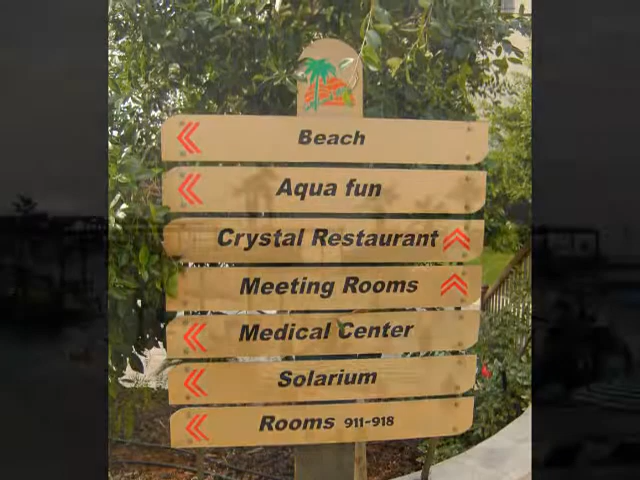 Beach
Aqua fun
Crystal Restaurant
Meeting Rooms
Medical Center
Solarium
Rooms 911-918